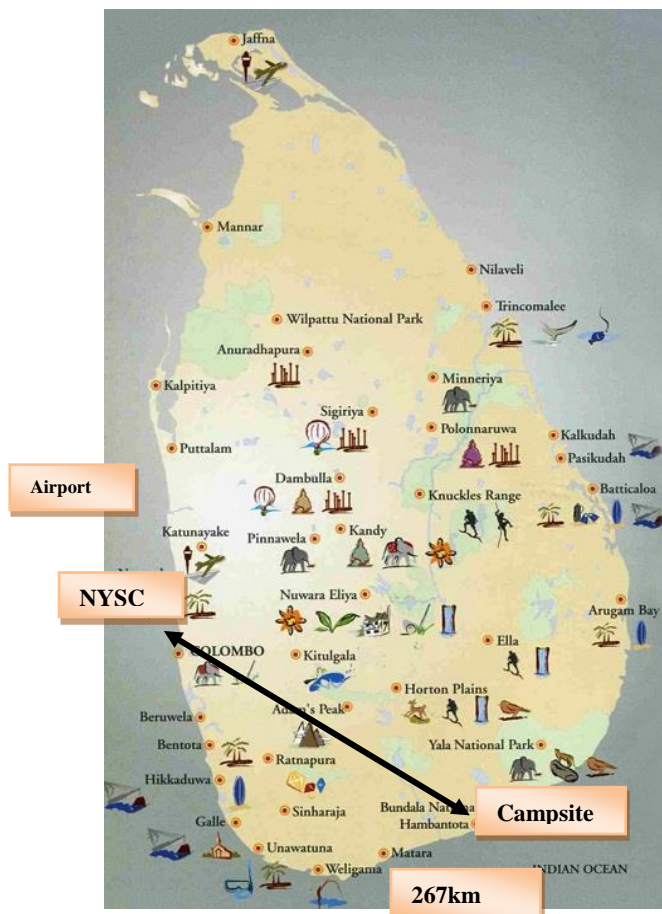 Jaffna
Mannar
Nilaveli
Trincomalee
Wilpattu National Park
Anuradhapura
Minneriya
Kalpitiya
Sigiriya
Polonnaruwa
Kalkudah
Puttalam
Pasikudah
Airport
Dambulla
Batticaloa
Knuckles Range
Katunayake
Pinnawela
Kandy
NYSC
Nuwara Eliya
Arugam Bay
COLOMBO
Kitulgala
Ella
Horton Plains
Adam's Peak
Beruwela
Bentota
Yala National Park
Ratnapura
Hikkaduwa
Bundala
Campsite
Sinharaja
Hambantota
Galle
Unawatuna
Matara
Weligama
INDIAN OCEAN
267km